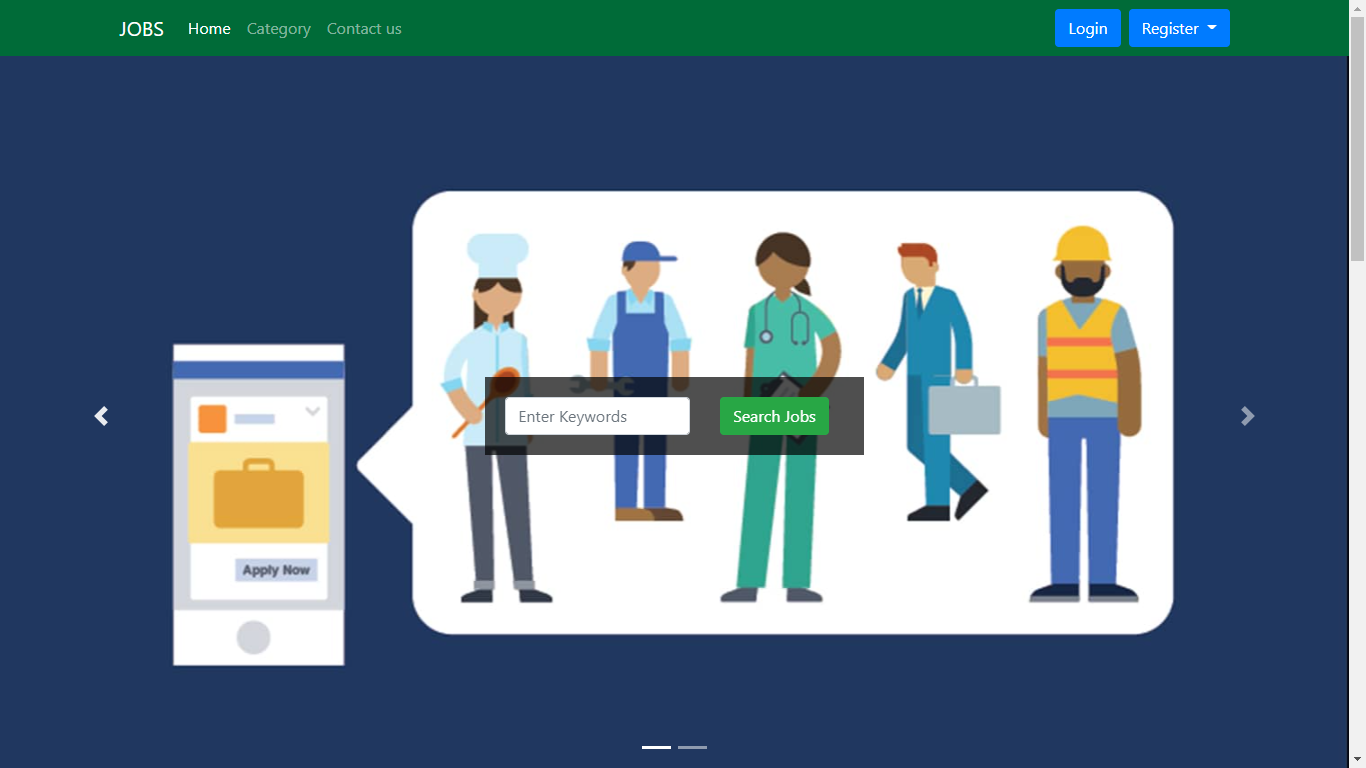 JOBS Home Category Contact us Login Register
Enter Keywords Search Jobs
Apply Now